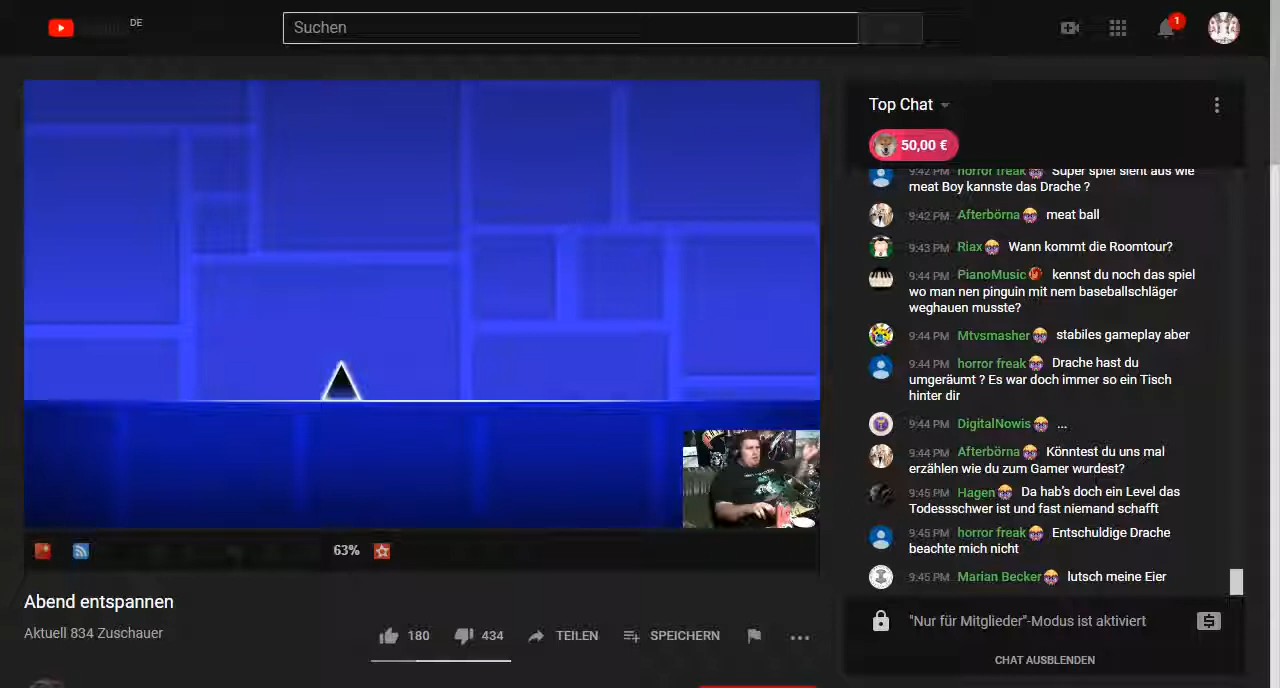 DE
Suchen
1
Top Chat
50,00 €
9:42 PM horror freak Super spiel sieht aus wie
meat Boy kannste das Drache ?
9:42 PM Afterbörna meat ball
9:43 PM Riax Wann kommt die Roomtour?
9:44 PM PianoMusic kennst du noch das spiel
wo man nen pinguin mit nem baseballschläger
weghauen musste?
9:44 PM Mtvsmasher stabiles gameplay aber
9:44 PM horror freak Drache hast du
umgeräumt ? Es war doch immer so ein Tisch
hinter dir
9:44 PM DigitalNowis ...
9:44 PM Afterbörna Könntest du uns mal
erzählen wie du zum Gamer wurdest?
9:45 PM Hagen Da hab's doch ein Level das
Todessschwer ist und fast niemand schafft
9:45 PM horror freak Entschuldige Drache
beachte mich nicht
9:45 PM Marian Becker lutsch meine Eier
63%
Abend entspannen
Aktuell 834 Zuschauer
180
434
TEILEN
SPEICHERN
"Nur für Mitglieder"-Modus ist aktiviert
CHAT AUSBLENDEN